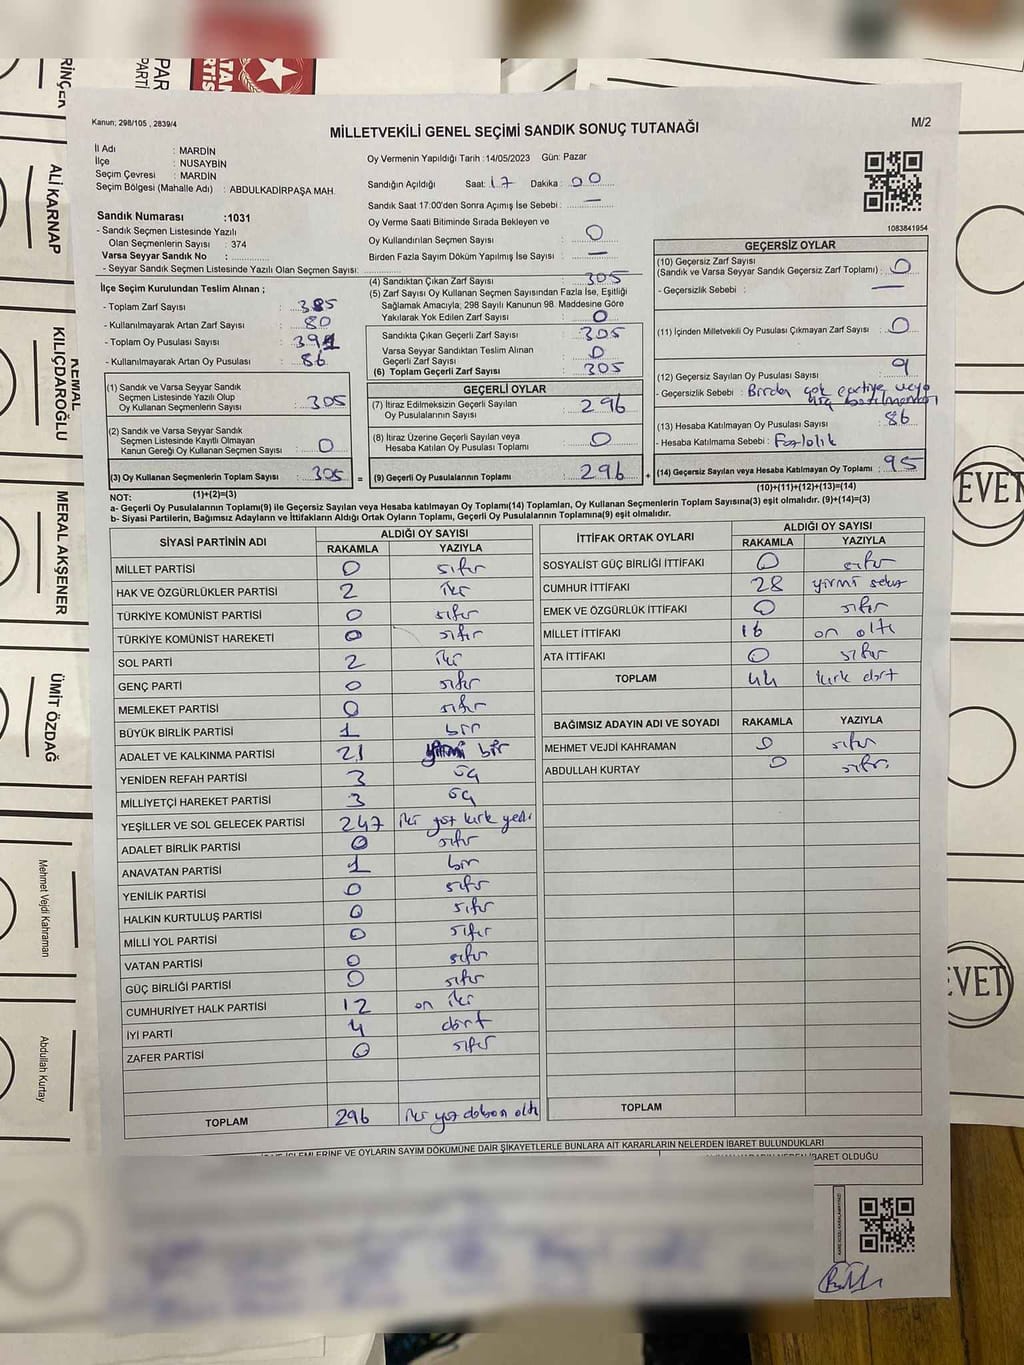 Kanun; 298/105 , 2839/4
MİLLETVEKİLİ GENEL SEÇİMİ SANDIK SONUÇ TUTANAĞI
M/2
İl Adı : MARDİN
İlçe : NUSAYBİN
Seçim Çevresi : MARDİN
Seçim Bölgesi (Mahalle Adı) : ABDULKADİRPAŞA MAH.
Sandık Numarası :1031
- Sandık Seçmen Listesinde Yazılı
Olan Seçmenlerin Sayısı : 374
Varsa Seyyar Sandık No :
- Seyyar Sandık Seçmen Listesinde Yazılı Olan Seçmen Sayısı:
Oy Vermenin Yapıldığı Tarih :14/05/2023 Gün: Pazar
Sandığın Açıldığı Saat: 17 Dakika : 00
Sandık Saat 17:00'den Sonra Açımış İse Sebebi : —
Oy Verme Saati Bitiminde Sırada Bekleyen ve
Oy Kullandırılan Seçmen Sayısı : 0
Birden Fazla Sayım Döküm Yapılmış İse Sayısı : —
1083841954
İlçe Seçim Kurulundan Teslim Alınan ;
- Toplam Zarf Sayısı : 385
- Kullanılmayarak Artan Zarf Sayısı : 80
- Toplam Oy Pusulası Sayısı : 391
- Kullanılmayarak Artan Oy Pusulası : 86
(1) Sandık ve Varsa Seyyar Sandık
Seçmen Listesinde Yazılı Olup
Oy Kullanan Seçmenlerin Sayısı : 305
(2) Sandık ve Varsa Seyyar Sandık
Seçmen Listesinde Kayıtlı Olmayan
Kanun Gereği Oy Kullanan Seçmen Sayısı : 0
(3) Oy Kullanan Seçmenlerin Toplam Sayısı : 305
(1)+(2)=(3)
(4) Sandıktan Çıkan Zarf Sayısı : 305
(5) Zarf Sayısı Oy Kullanan Seçmen Sayısından Fazla İse, Eşitliği
Sağlamak Amacıyla, 298 Sayılı Kanunun 98. Maddesine Göre
Yakılarak Yok Edilen Zarf Sayısı : 0
Sandıkta Çıkan Geçerli Zarf Sayısı : 305
Varsa Seyyar Sandıktan Teslim Alınan
Geçerli Zarf Sayısı : 0
(6) Toplam Geçerli Zarf Sayısı : 305
GEÇERLİ OYLAR
(7) İtiraz Edilmeksizin Geçerli Sayılan
Oy Pusulalarının Sayısı : 296
(8) İtiraz Üzerine Geçerli Sayılan veya
Hesaba Katılan Oy Pusulası Toplamı : 0
= (9) Geçerli Oy Pusulalarının Toplamı : 296 +
GEÇERSİZ OYLAR
(10) Geçersiz Zarf Sayısı
(Sandık ve Varsa Seyyar Sandık Geçersiz Zarf Toplamı) : 0
- Geçersizlik Sebebi : —
(11) İçinden Milletvekili Oy Pusulası Çıkmayan Zarf Sayısı : 0
(12) Geçersiz Sayılan Oy Pusulası Sayısı : 9
- Geçersizlik Sebebi : Birden çok partiye veya
(13) Hesaba Katılmayan Oy Pusulası Sayısı : 86
- Hesaba Katılmama Sebebi : Fazlalık
(14) Geçersiz Sayılan veya Hesaba Katılmayan Oy Toplamı : 95
(10)+(11)+(12)+(13)=(14)
NOT:
a- Geçerli Oy Pusulalarının Toplamı(9) ile Geçersiz Sayılan veya Hesaba katılmayan Oy Toplamı(14) Toplamları, Oy Kullanan Seçmenlerin Toplam Sayısına(3) eşit olmalıdır. (9)+(14)=(3)
b- Siyasi Partilerin, Bağımsız Adayların ve İttifakların Aldığı Ortak Oyların Toplamı, Geçerli Oy Pusulalarının Toplamına(9) eşit olmalıdır.
SİYASİ PARTİNİN ADI ALDIĞI OY SAYISI
RAKAMLA YAZIYLA
MİLLET PARTİSİ 0 sıfır
HAK VE ÖZGÜRLÜKLER PARTİSİ 2 iki
TÜRKİYE KOMÜNİST PARTİSİ 0 sıfır
TÜRKİYE KOMÜNİST HAREKETİ 0 sıfır
SOL PARTİ 2 iki
GENÇ PARTİ 0 sıfır
MEMLEKET PARTİSİ 0 sıfır
BÜYÜK BİRLİK PARTİSİ 1 bir
ADALET VE KALKINMA PARTİSİ 21 yirmi bir
YENİDEN REFAH PARTİSİ 3 üç
MİLLİYETÇİ HAREKET PARTİSİ 3 üç
YEŞİLLER VE SOL GELECEK PARTİSİ 247 iki yüz kırk yedi
ADALET BİRLİK PARTİSİ 0 sıfır
ANAVATAN PARTİSİ 1 bir
YENİLİK PARTİSİ 0 sıfır
HALKIN KURTULUŞ PARTİSİ 0 sıfır
MİLLİ YOL PARTİSİ 0 sıfır
VATAN PARTİSİ 0 sıfır
GÜÇ BİRLİĞİ PARTİSİ 0 sıfır
CUMHURİYET HALK PARTİSİ 12 on iki
İYİ PARTİ 4 dört
ZAFER PARTİSİ 0 sıfır
TOPLAM 296 iki yüz doksan altı
İTTİFAK ORTAK OYLARI ALDIĞI OY SAYISI
RAKAMLA YAZIYLA
SOSYALİST GÜÇ BİRLİĞİ İTTİFAKI 0 sıfır
CUMHUR İTTİFAKI 28 yirmi sekiz
EMEK VE ÖZGÜRLÜK İTTİFAKI 0 sıfır
MİLLET İTTİFAKI 16 on altı
ATA İTTİFAKI 0 sıfır
TOPLAM 44 kırk dört
BAĞIMSIZ ADAYIN ADI VE SOYADI RAKAMLA YAZIYLA
MEHMET VEJDİ KAHRAMAN 0 sıfır
ABDULLAH KURTAY 0 sıfır
TOPLAM
İŞLEMLERİNE VE OYLARIN SAYIM DÖKÜMÜNE DAİR ŞİKAYETLERLE BUNLARA AİT KARARLARIN NELERDEN İBARET BULUNDUKLARI
İBARET OLDUĞU
ALİ KARNAP
KEMAL
KILIÇDAROĞLU
MERAL AKŞENER
ÜMİT ÖZDAĞ
Mehmet Vejdi Kahraman
Abdullah Kurtay
EVET
EVET